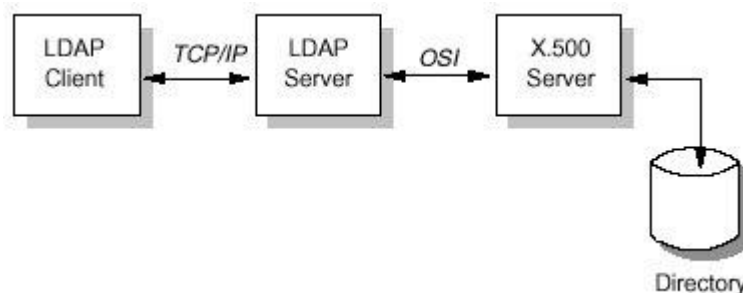 LDAP
Client
TCP/IP
LDAP
Server
OSI
X.500
Server
Directory